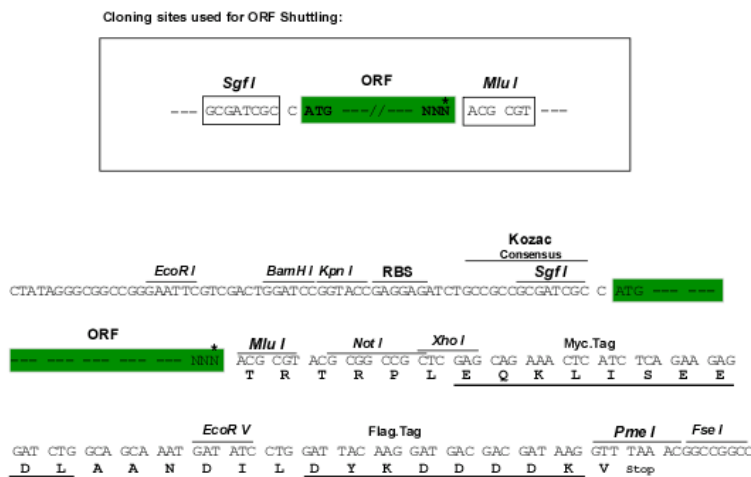 Cloning sites used for ORF Shuttling:
Sgf I ORF Mlu I
--- GCGATCGC C ATG ---//--- NNN* ACG CGT ---
Kozac
Consensus
EcoR I BamH I Kpn I RBS Sgf I
CTATAGGGCGGCCGGGAATTCGTCGACTGGATCCGGTACCGAGGAGATCTGCCGCCGCGATCGC C ATG --- ---
ORF Mlu I Not I Xho I Myc.Tag
--- --- --- --- --- --- NNN* ACG CGT ACG CGG CCG CTC GAG CAG AAA CTC ATC TCA GAA GAG
T R T R P L E Q K L I S E E
EcoR V Flag.Tag Pme I Fse I
GAT CTG GCA GCA AAT GAT ATC CTG GAT TAC AAG GAT GAC GAC GAT AAG GTT TAA ACGGCCGGCC
D L A A N D I L D Y K D D D D K V Stop